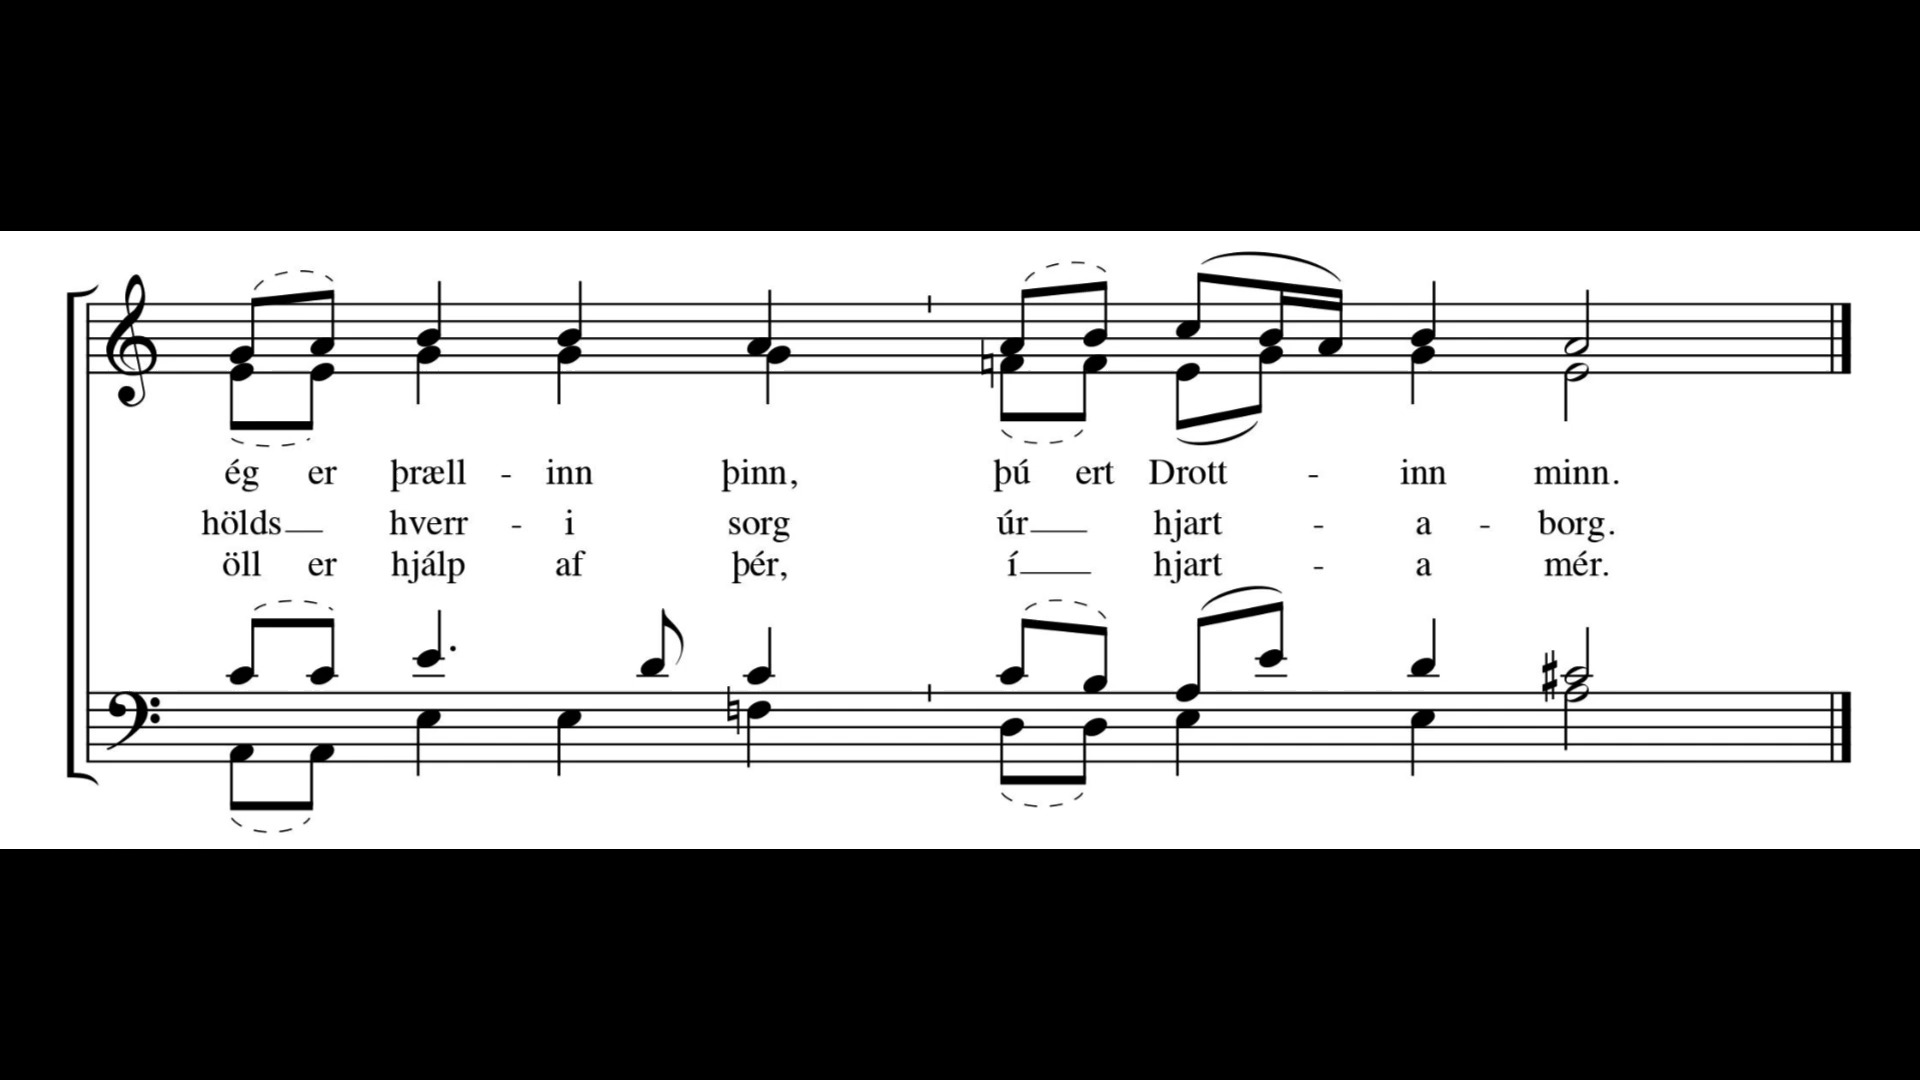 ég er þræll - inn þinn, þú ert Drott - inn minn.
hölds hverr - i sorg úr hjart - a - borg.
öll er hjálp af þér, í hjart - a mér.